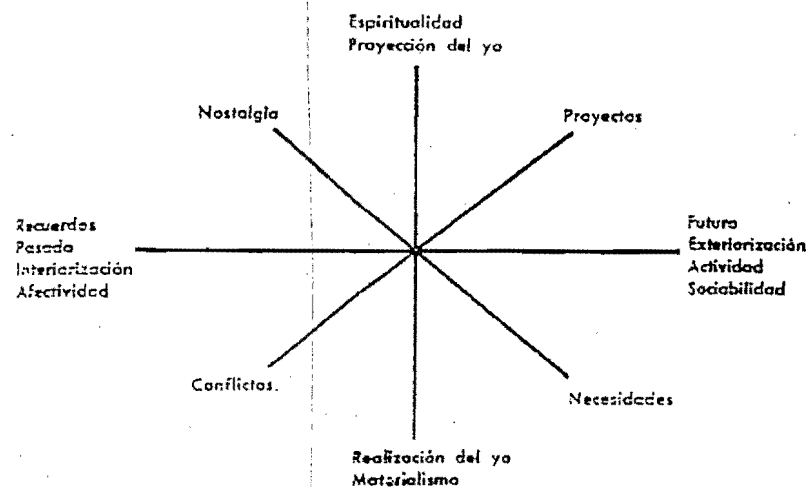 Espiritualidad
Proyección del yo
Nostalgia
Proyectos
Recuerdos
Pasado
Interiorización
Afectividad
Futuro
Exteriorización
Actividad
Sociabilidad
Conflictos.
Necesidades
Realización del yo
Materialismo